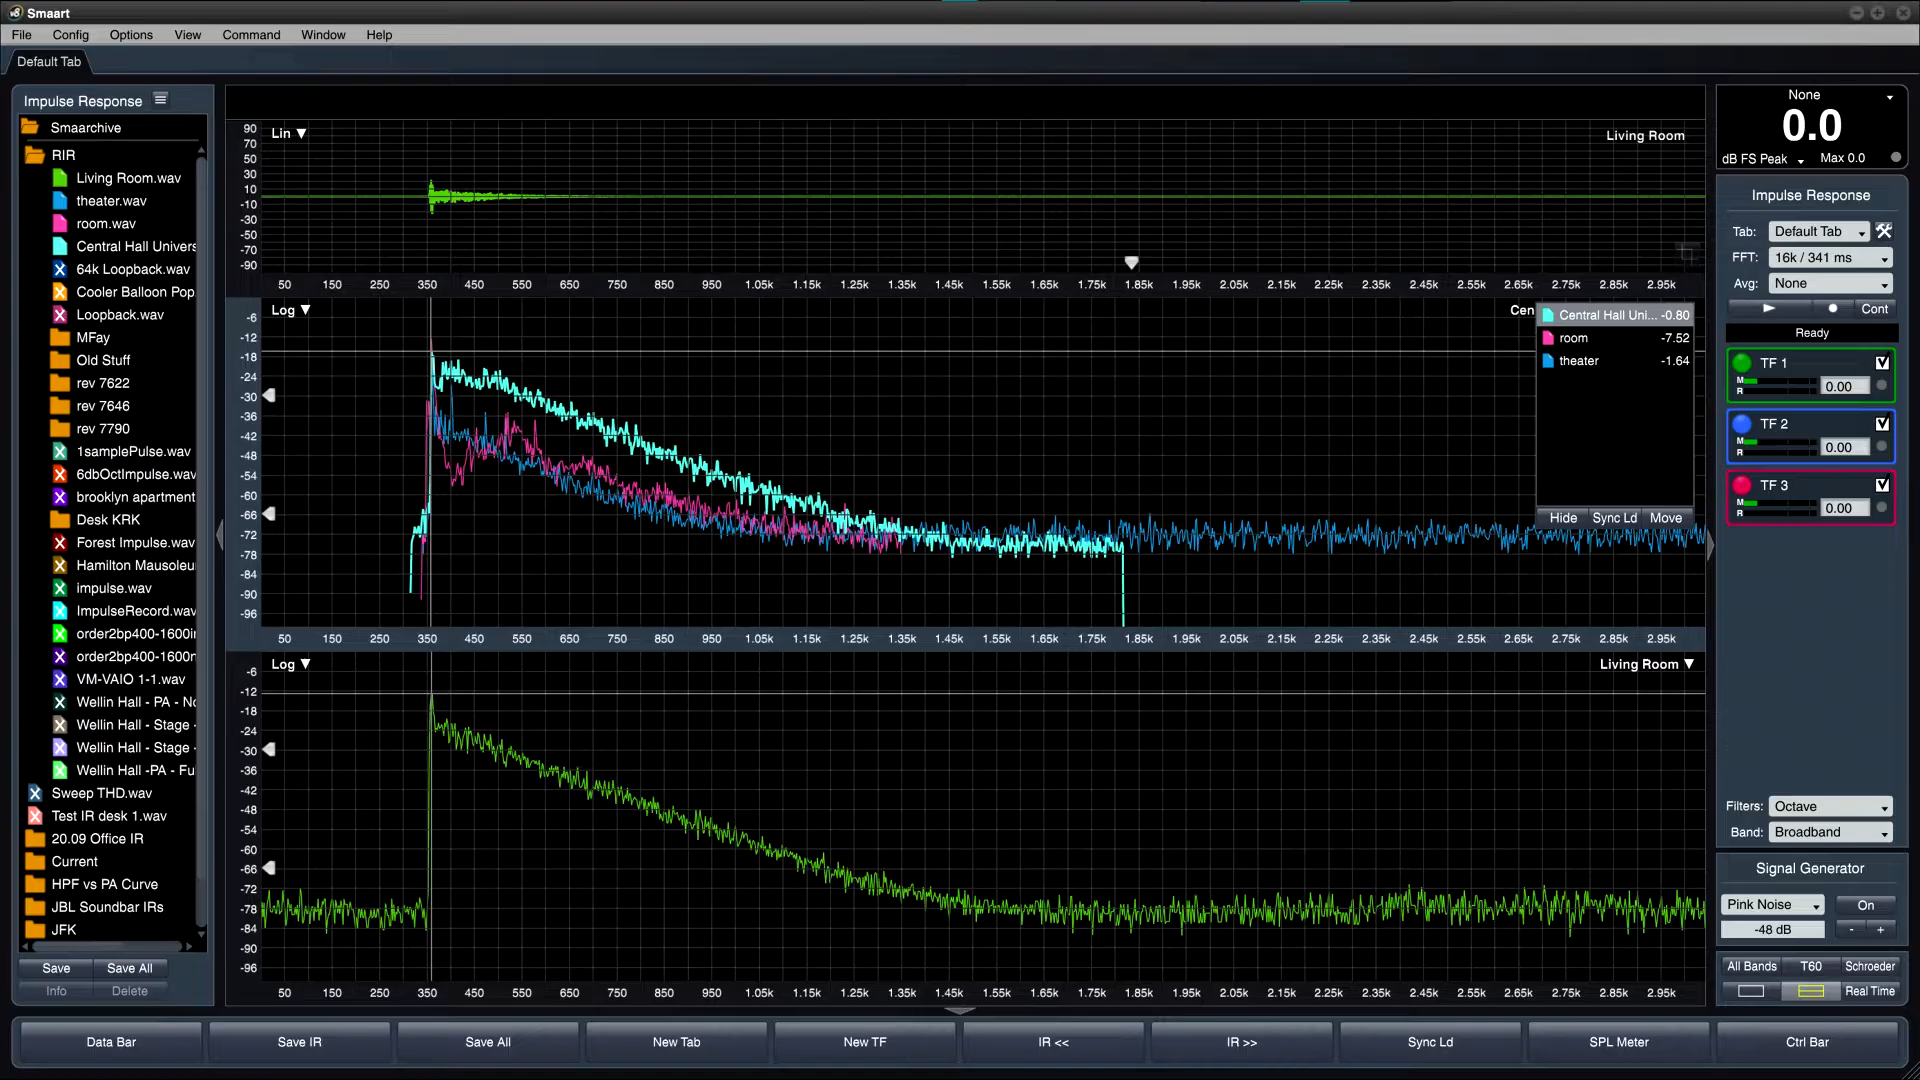 Smaart
File Config Options View Command Window Help
Default Tab
Impulse Response
Smaarchive
RIR
Living Room.wav
theater.wav
room.wav
Central Hall Univers
64k Loopback.wav
Cooler Balloon Pop.
Loopback.wav
MFay
Old Stuff
rev 7622
rev 7646
rev 7790
1samplePulse.wav
6dbOctImpulse.wav
brooklyn apartment
Desk KRK
Forest Impulse.wav
Hamilton Mausoleu
impulse.wav
ImpulseRecord.wav
order2bp400-1600ir
order2bp400-1600n
VM-VAIO 1-1.wav
Wellin Hall - PA - No
Wellin Hall - Stage -
Wellin Hall - Stage -
Wellin Hall -PA - Fu
Sweep THD.wav
Test IR desk 1.wav
20.09 Office IR
Current
HPF vs PA Curve
JBL Soundbar IRs
JFK
Save Save All
Info Delete
Lin
Living Room
90
70
50
30
10
-10
-30
-50
-70
-90
50 150 250 350 450 550 650 750 850 950 1.05k 1.15k 1.25k 1.35k 1.45k 1.55k 1.65k 1.75k 1.85k 1.95k 2.05k 2.15k 2.25k 2.35k 2.45k 2.55k 2.65k 2.75k 2.85k 2.95k
Log
Cen
Central Hall Uni... -0.80
room -7.52
theater -1.64
Hide Sync Ld Move
-6
-12
-18
-24
-30
-36
-42
-48
-54
-60
-66
-72
-78
-84
-90
-96
50 150 250 350 450 550 650 750 850 950 1.05k 1.15k 1.25k 1.35k 1.45k 1.55k 1.65k 1.75k 1.85k 1.95k 2.05k 2.15k 2.25k 2.35k 2.45k 2.55k 2.65k 2.75k 2.85k 2.95k
Log
Living Room
-6
-12
-18
-24
-30
-36
-42
-48
-54
-60
-66
-72
-78
-84
-90
-96
50 150 250 350 450 550 650 750 850 950 1.05k 1.15k 1.25k 1.35k 1.45k 1.55k 1.65k 1.75k 1.85k 1.95k 2.05k 2.15k 2.25k 2.35k 2.45k 2.55k 2.65k 2.75k 2.85k 2.95k
None
0.0
dB FS Peak Max 0.0
Impulse Response
Tab: Default Tab
FFT: 16k / 341 ms
Avg: None
Cont
Ready
TF 1
M
R 0.00
TF 2
M
R 0.00
TF 3
M
R 0.00
Filters: Octave
Band: Broadband
Signal Generator
Pink Noise On
-48 dB - +
All Bands T60 Schroeder
Real Time
Data Bar Save IR Save All New Tab New TF IR << IR >> Sync Ld SPL Meter Ctrl Bar